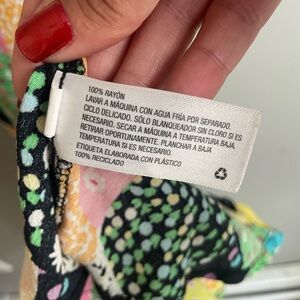 100% RAYÓN
LAVAR A MÁQUINA CON AGUA FRÍA POR SEPARADO.
CICLO DELICADO. SÓLO BLANQUEADOR SIN CLORO SI ES
NECESARIO. SECAR A MÁQUINA A TEMPERATURA BAJA,
RETIRAR OPORTUNAMENTE. PLANCHAR A BAJA
TEMPERATURA SI ES NECESARIO.
ETIQUETA ELABORADA CON PLÁSTICO
100% RECICLADO